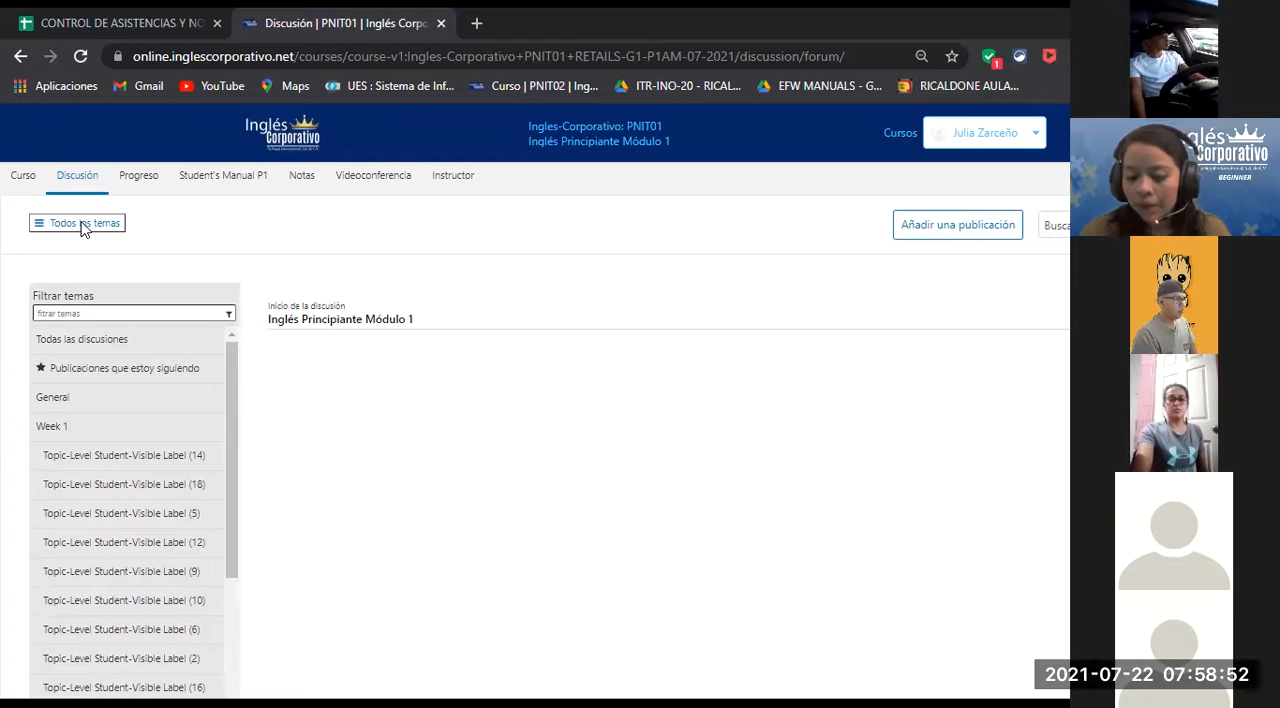 CONTROL DE ASISTENCIAS Y NO
Discusión | PNIT01 | Inglés Corpo
online.inglescorporativo.net/courses/course-v1:Ingles-Corporativo+PNIT01+RETAILS-G1-P1AM-07-2021/discussion/forum/
1
Aplicaciones
Gmail
YouTube
Maps
UES : Sistema de Inf...
Curso | PNIT02 | Ing...
ITR-INO-20 - RICAL...
EFW MANUALS - G...
RICALDONE AULA...
Inglés
Corporativo
Ingles-Corporativo: PNIT01
Inglés Principiante Módulo 1
Cursos
Julia Zarceño
Curso
Discusión
Progreso
Student's Manual P1
Notas
Videoconferencia
Instructor
Todos los temas
Añadir una publicación
Busca
Filtrar temas
fitrar temas
Todas las discusiones
Publicaciones que estoy siguiendo
General
Week 1
Topic-Level Student-Visible Label (14)
Topic-Level Student-Visible Label (18)
Topic-Level Student-Visible Label (5)
Topic-Level Student-Visible Label (12)
Topic-Level Student-Visible Label (9)
Topic-Level Student-Visible Label (10)
Topic-Level Student-Visible Label (6)
Topic-Level Student-Visible Label (2)
Topic-Level Student-Visible Label (16)
Inicio de la discusión
Inglés Principiante Módulo 1
glés
orporativo
BEGINNER
2021-07-22 07:58:52